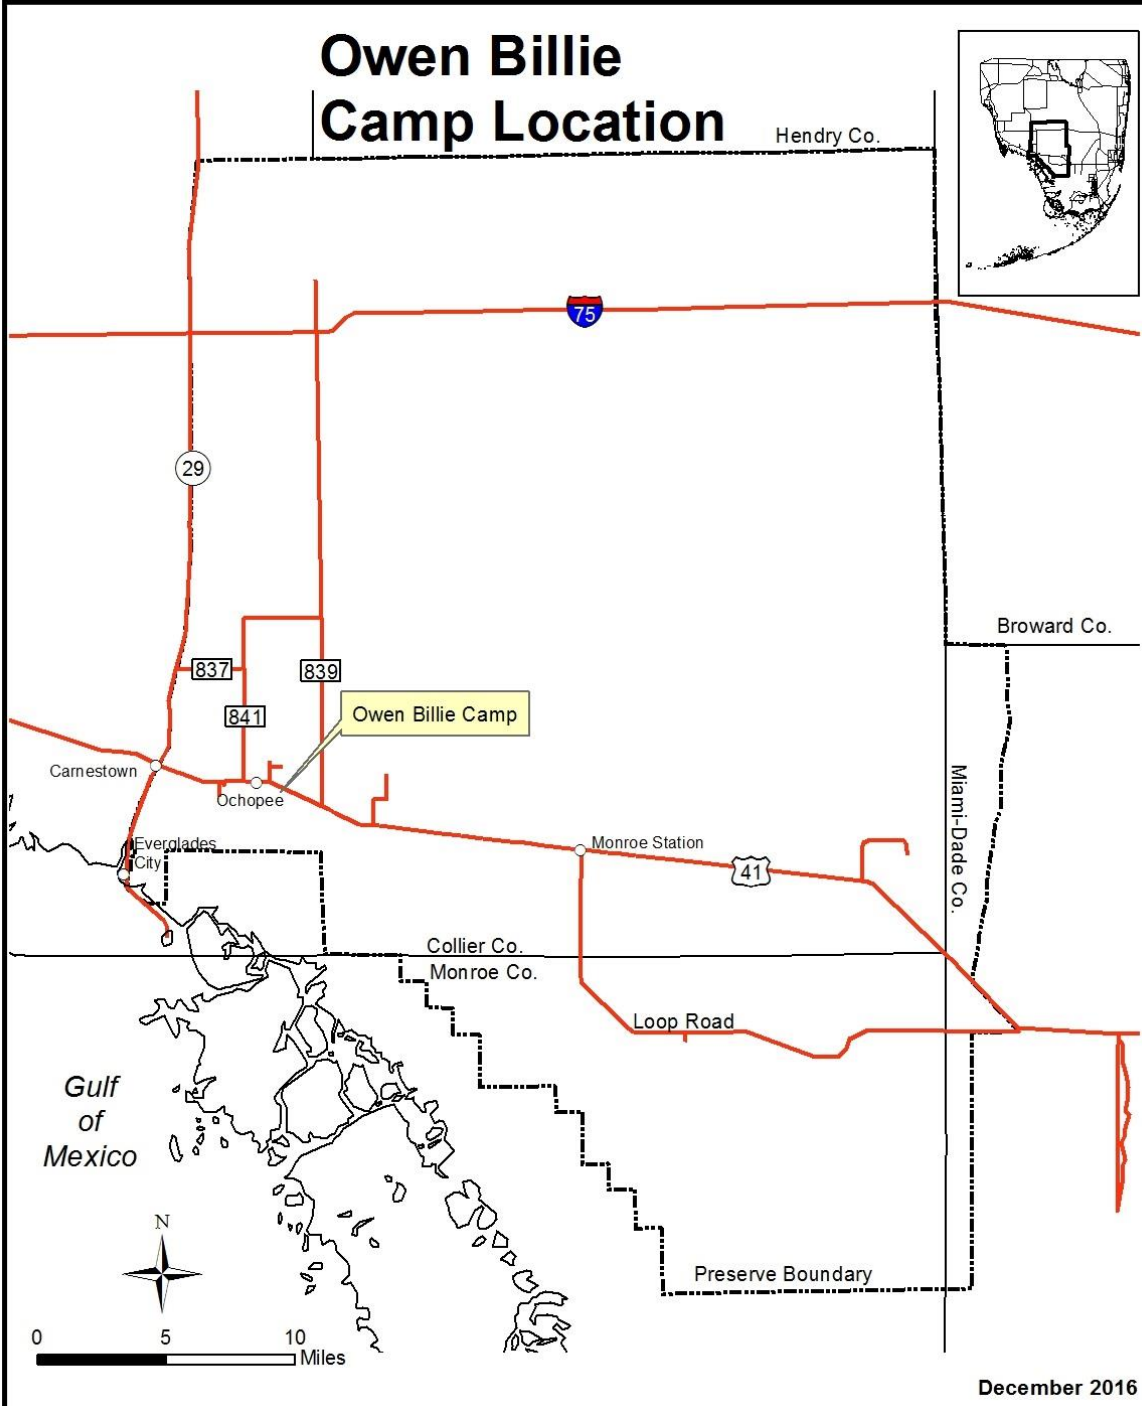 Owen Billie
Camp Location
Hendry Co.
75
29
Broward Co.
837
839
841
Owen Billie Camp
Carnestown
Ochopee
Miami-Dade Co.
Everglades
City
Monroe Station
41
Collier Co.
Monroe Co.
Loop Road
Gulf
of
Mexico
N
Preserve Boundary
0 5 10
Miles
December 2016